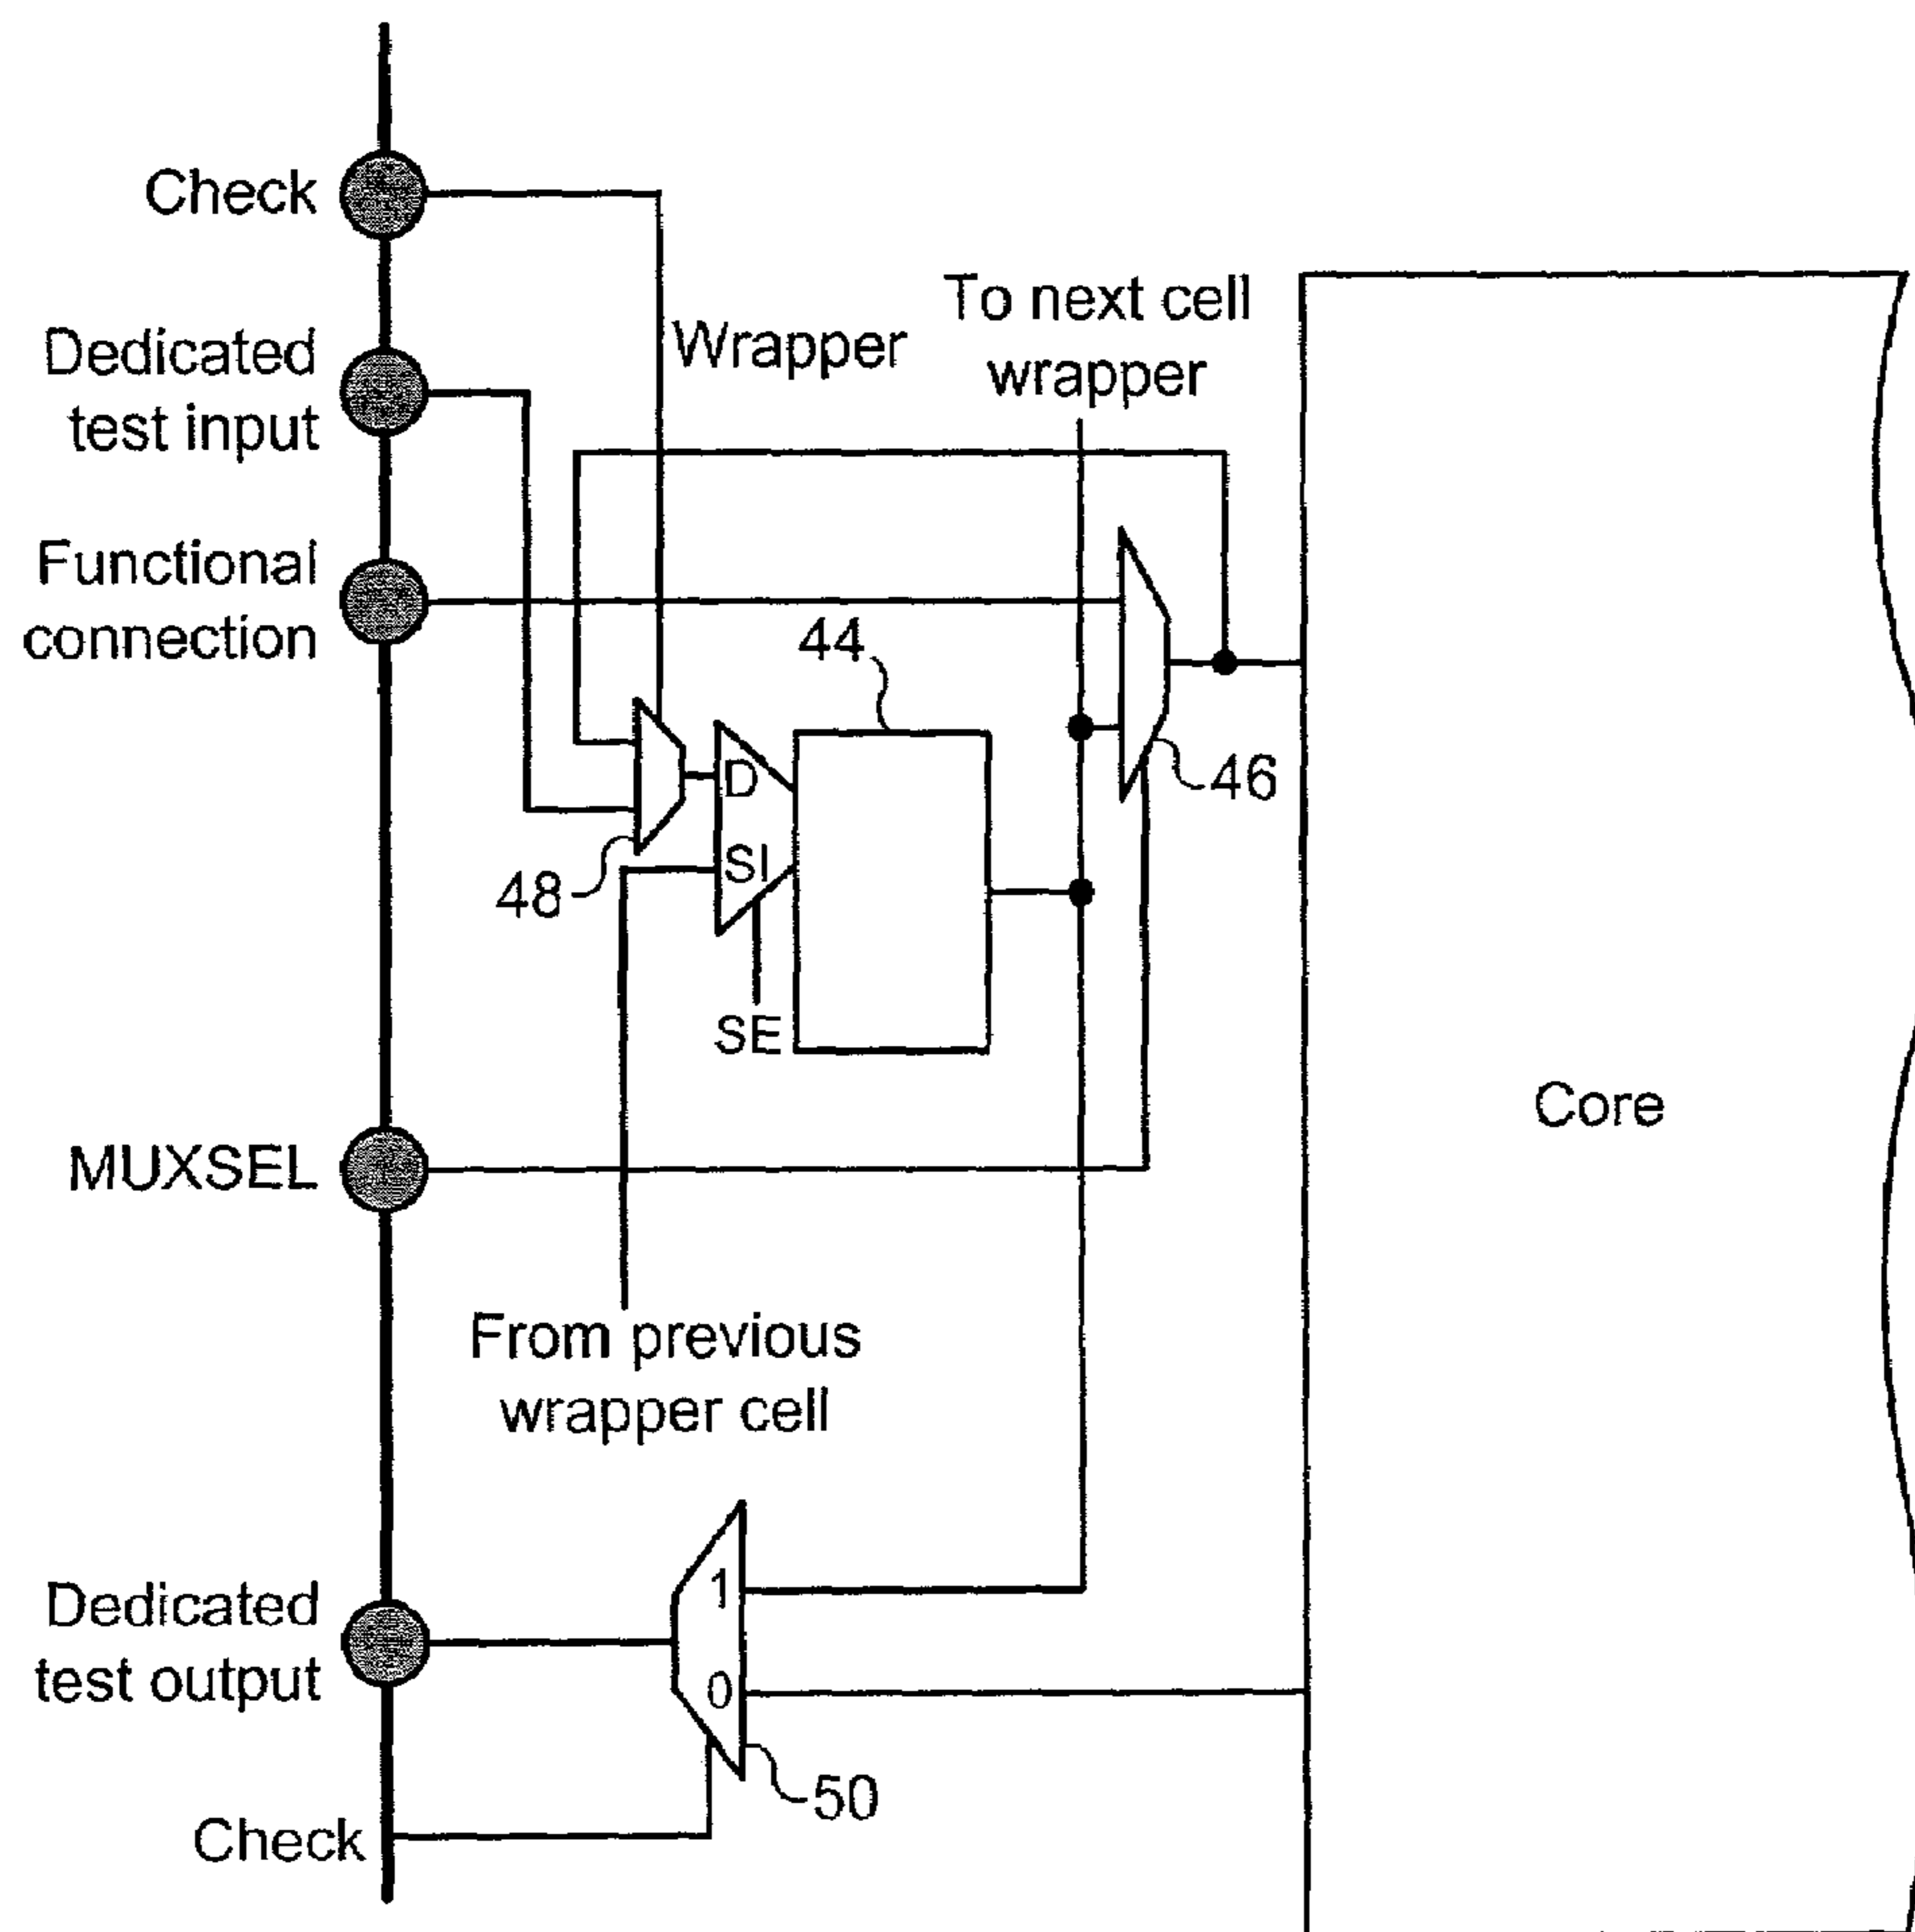 Check
Dedicated
test input
Functional
connection
Wrapper
To next cell
wrapper
44
46
D
SI
48
SE
Core
MUXSEL
From previous
wrapper cell
Dedicated
test output
1
0
50
Check